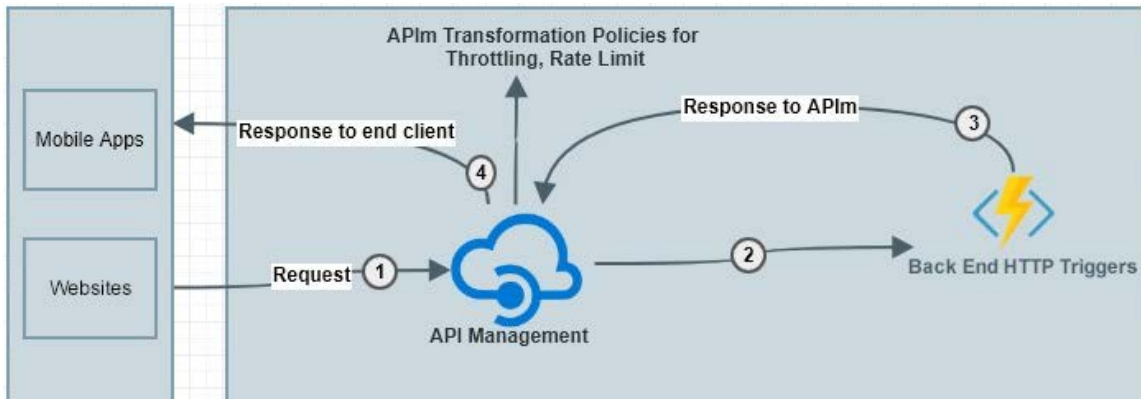 APIm Transformation Policies for
Throttling, Rate Limit
Mobile Apps
Response to end client
Response to APIm
3
4
Websites
Request
1
2
Back End HTTP Triggers
API Management